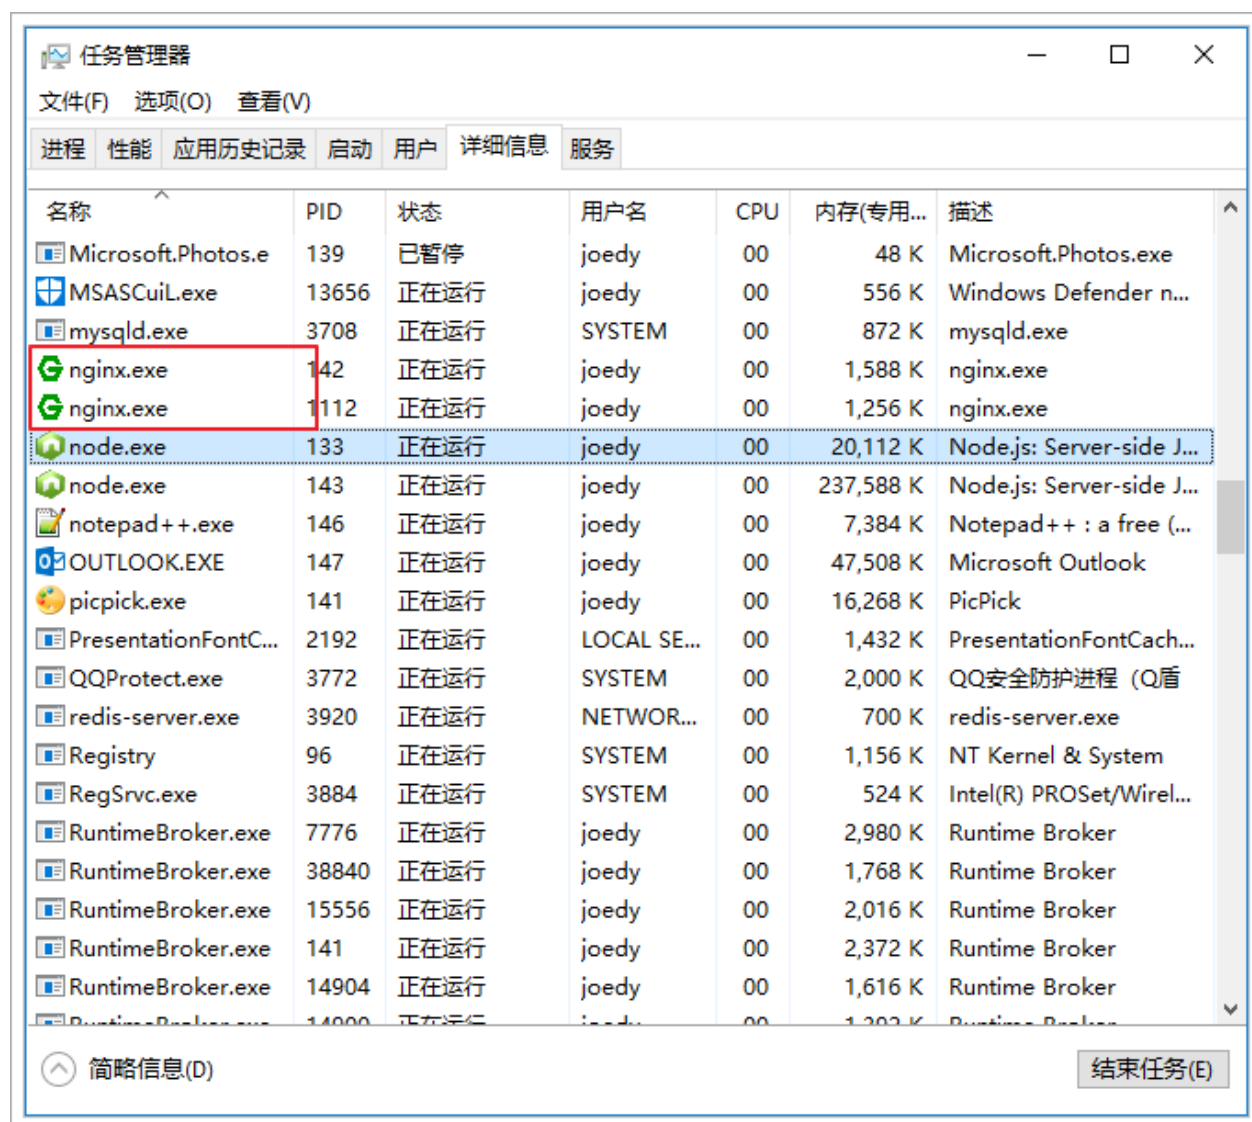 任务管理器
文件(F) 选项(O) 查看(V)
进程 性能 应用历史记录 启动 用户 详细信息 服务
名称 PID 状态 用户名 CPU 内存(专用... 描述
Microsoft.Photos.e 139 已暂停 joedy 00 48 K Microsoft.Photos.exe
MSASCuiL.exe 13656 正在运行 joedy 00 556 K Windows Defender n...
mysqld.exe 3708 正在运行 SYSTEM 00 872 K mysqld.exe
nginx.exe 142 正在运行 joedy 00 1,588 K nginx.exe
nginx.exe 1112 正在运行 joedy 00 1,256 K nginx.exe
node.exe 133 正在运行 joedy 00 20,112 K Node.js: Server-side J...
node.exe 143 正在运行 joedy 00 237,588 K Node.js: Server-side J...
notepad++.exe 146 正在运行 joedy 00 7,384 K Notepad++ : a free (...
OUTLOOK.EXE 147 正在运行 joedy 00 47,508 K Microsoft Outlook
picpick.exe 141 正在运行 joedy 00 16,268 K PicPick
PresentationFontC... 2192 正在运行 LOCAL SE... 00 1,432 K PresentationFontCach...
QQProtect.exe 3772 正在运行 SYSTEM 00 2,000 K QQ安全防护进程（Q盾
redis-server.exe 3920 正在运行 NETWOR... 00 700 K redis-server.exe
Registry 96 正在运行 SYSTEM 00 1,156 K NT Kernel & System
RegSrvc.exe 3884 正在运行 SYSTEM 00 524 K Intel(R) PROSet/Wirel...
RuntimeBroker.exe 7776 正在运行 joedy 00 2,980 K Runtime Broker
RuntimeBroker.exe 38840 正在运行 joedy 00 1,768 K Runtime Broker
RuntimeBroker.exe 15556 正在运行 joedy 00 2,016 K Runtime Broker
RuntimeBroker.exe 141 正在运行 joedy 00 2,372 K Runtime Broker
RuntimeBroker.exe 14904 正在运行 joedy 00 1,616 K Runtime Broker
简略信息(D) 结束任务(E)